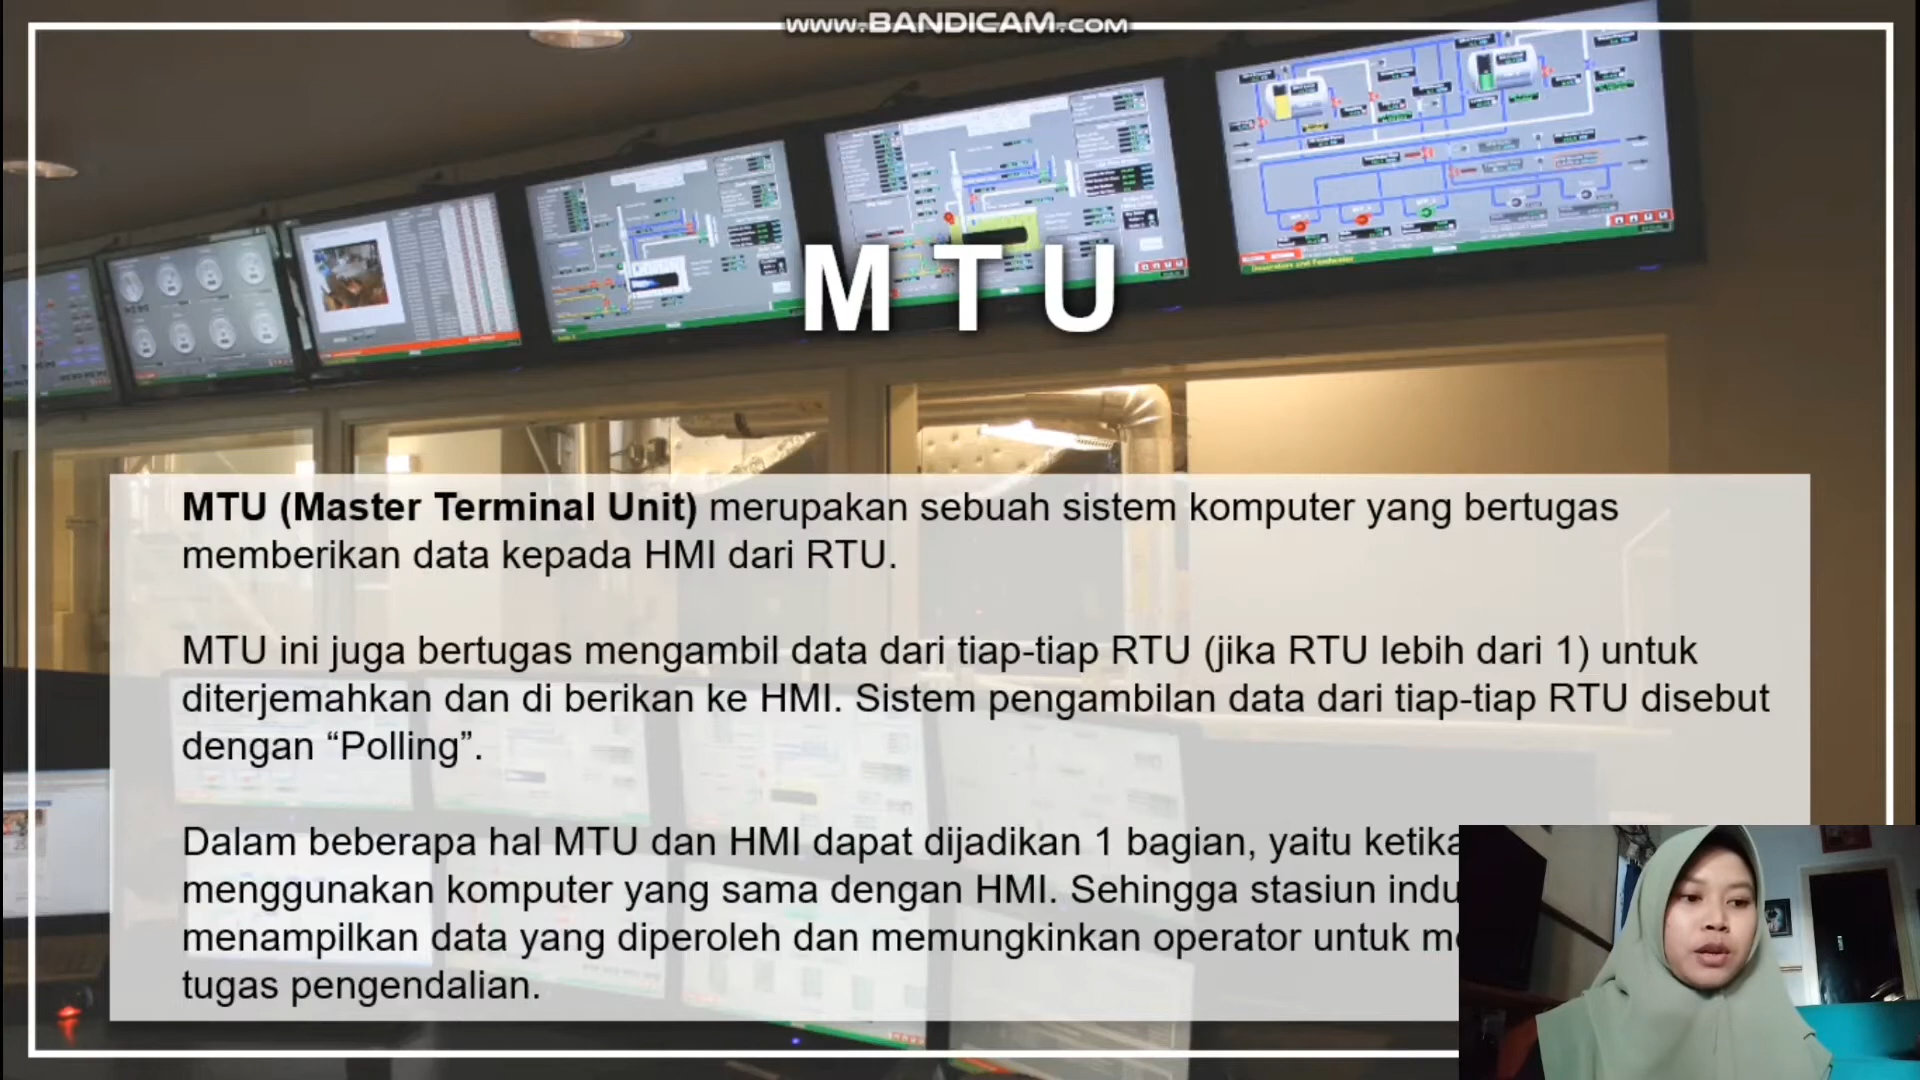 www.BANDICAM.com
MTU
MTU (Master Terminal Unit) merupakan sebuah sistem komputer yang bertugas
memberikan data kepada HMI dari RTU.
MTU ini juga bertugas mengambil data dari tiap-tiap RTU (jika RTU lebih dari 1) untuk
diterjemahkan dan di berikan ke HMI. Sistem pengambilan data dari tiap-tiap RTU disebut
dengan “Polling”.
Dalam beberapa hal MTU dan HMI dapat dijadikan 1 bagian, yaitu ketika
menggunakan komputer yang sama dengan HMI. Sehingga stasiun
menampilkan data yang diperoleh dan memungkinkan operator untuk
tugas pengendalian.